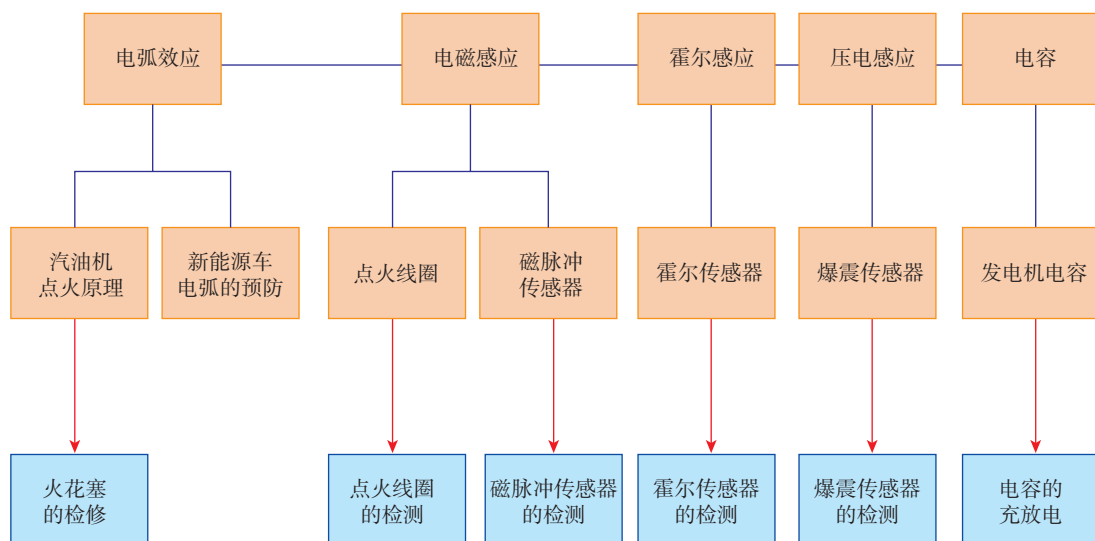 电弧效应
电磁感应
霍尔感应
压电感应
电容
汽油机
点火原理
新能源车
电弧的预防
点火线圈
磁脉冲
传感器
霍尔传感器
爆震传感器
发电机电容
火花塞
的检修
点火线圈
的检测
磁脉冲传感器
的检测
霍尔传感器
的检测
爆震传感器
的检测
电容的
充放电